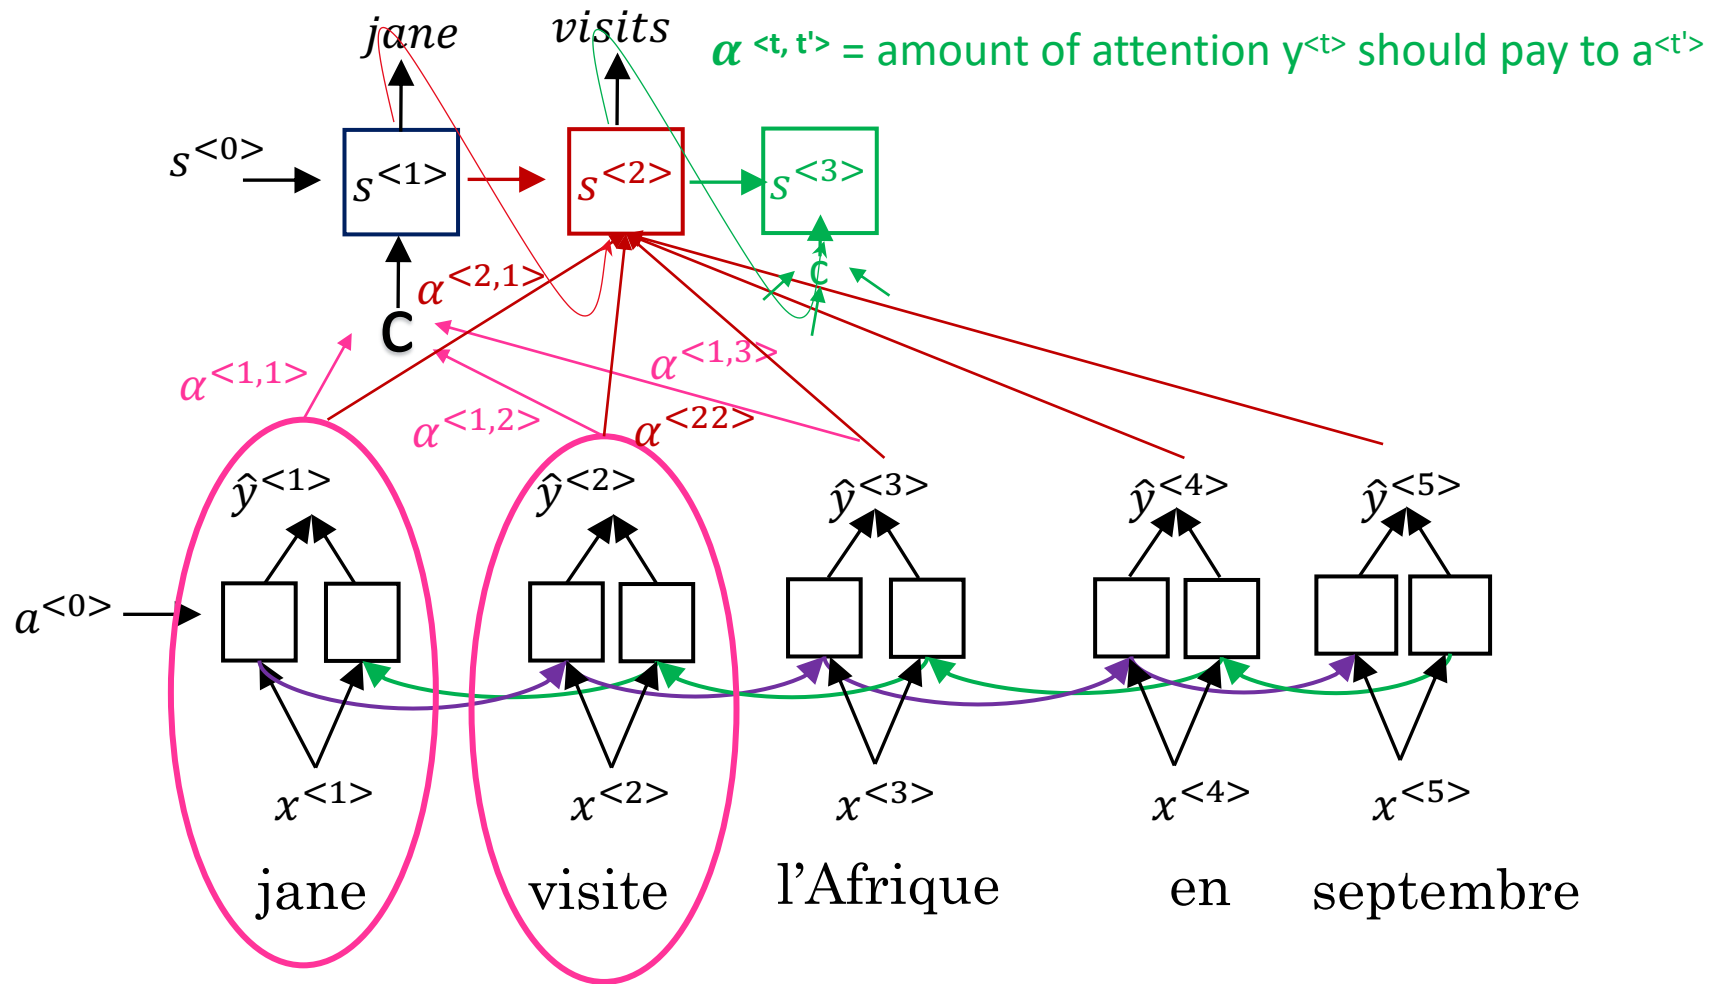 jane visits α <t, t'> = amount of attention y<t> should pay to a<t'>
s<0> s<1> s<2> s<3>
α<2,1> c
C
α<1,1> α<1,3>
α<1,2> α<22>
ŷ<1> ŷ<2> ŷ<3> ŷ<4> ŷ<5>
a<0>
x<1> x<2> x<3> x<4> x<5>
jane visite l’Afrique en septembre